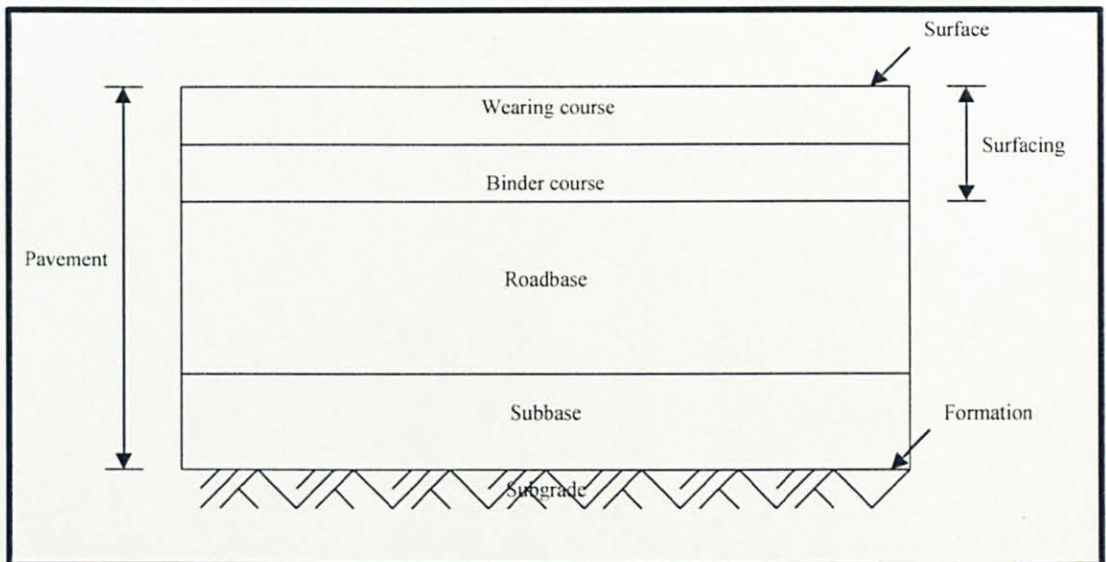 Surface
Wearing course
Surfacing
Binder course
Pavement
Roadbase
Subbase
Formation
Subgrade